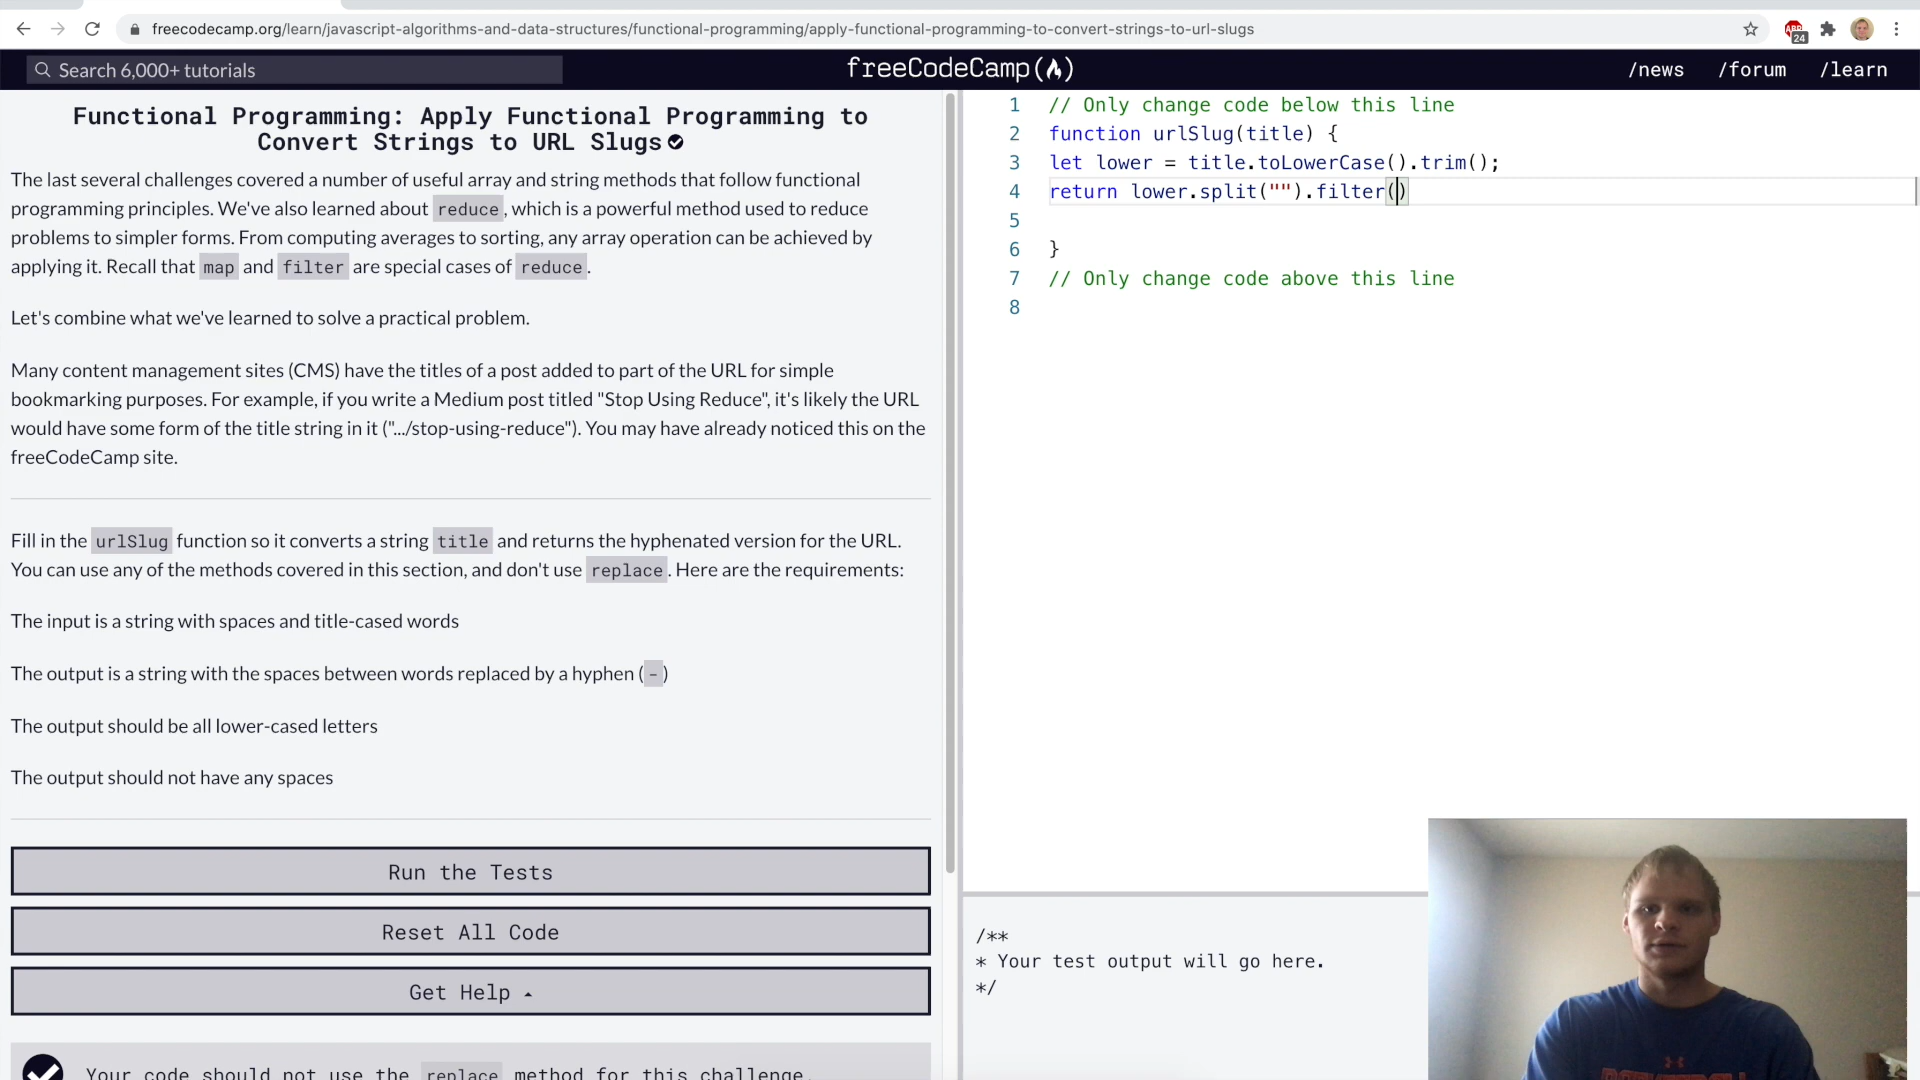 freecodecamp.org/learn/javascript-algorithms-and-data-structures/functional-programming/apply-functional-programming-to-convert-strings-to-url-slugs
24
Search 6,000+ tutorials
freeCodeCamp
/news
/forum
/learn
Functional Programming: Apply Functional Programming to
Convert Strings to URL Slugs
The last several challenges covered a number of useful array and string methods that follow functional
programming principles. We've also learned about reduce, which is a powerful method used to reduce
problems to simpler forms. From computing averages to sorting, any array operation can be achieved by
applying it. Recall that map and filter are special cases of reduce.
Let's combine what we've learned to solve a practical problem.
Many content management sites (CMS) have the titles of a post added to part of the URL for simple
bookmarking purposes. For example, if you write a Medium post titled "Stop Using Reduce", it's likely the URL
would have some form of the title string in it (".../stop-using-reduce"). You may have already noticed this on the
freeCodeCamp site.
Fill in the urlSlug function so it converts a string title and returns the hyphenated version for the URL.
You can use any of the methods covered in this section, and don't use replace. Here are the requirements:
The input is a string with spaces and title-cased words
The output is a string with the spaces between words replaced by a hyphen (-)
The output should be all lower-cased letters
The output should not have any spaces
Run the Tests
Reset All Code
Get Help
Your code should not use the replace method for this challenge.
1 // Only change code below this line
2 function urlSlug(title) {
3 let lower = title.toLowerCase().trim();
4 return lower.split("").filter()
5
6 }
7 // Only change code above this line
8
/**
* Your test output will go here.
*/